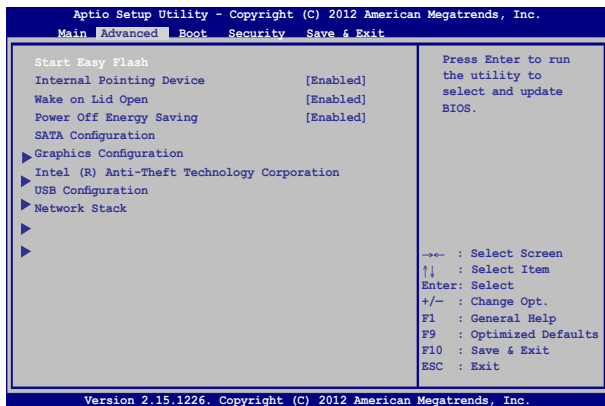 Aptio Setup Utility - Copyright (C) 2012 American Megatrends, Inc.
Main Advanced Boot Security Save & Exit
Start Easy Flash
Internal Pointing Device [Enabled]
Wake on Lid Open [Enabled]
Power Off Energy Saving [Enabled]
SATA Configuration
Graphics Configuration
Intel (R) Anti-Theft Technology Corporation
USB Configuration
Network Stack
Press Enter to run
the utility to
select and update
BIOS.
→← : Select Screen
↑↓ : Select Item
Enter: Select
+/— : Change Opt.
F1 : General Help
F9 : Optimized Defaults
F10 : Save & Exit
ESC : Exit
Version 2.15.1226. Copyright (C) 2012 American Megatrends, Inc.